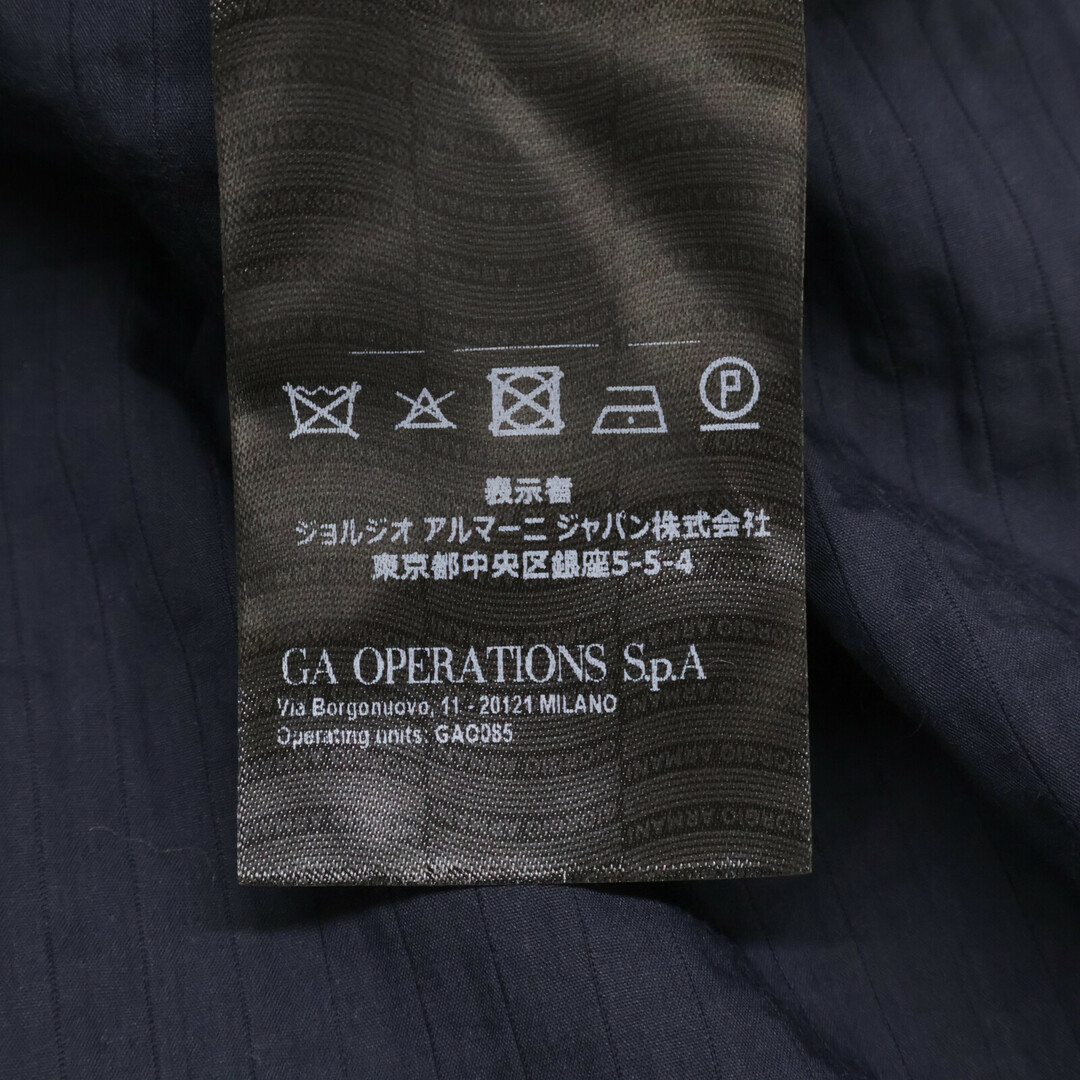 P
表示者
ジョルジオ アルマーニ ジャパン株式会社
東京都中央区銀座5-5-4
GA OPERATIONS S.p.A
Via Borgonuovo, 11 - 20121 MILANO
Operating units: GAO085